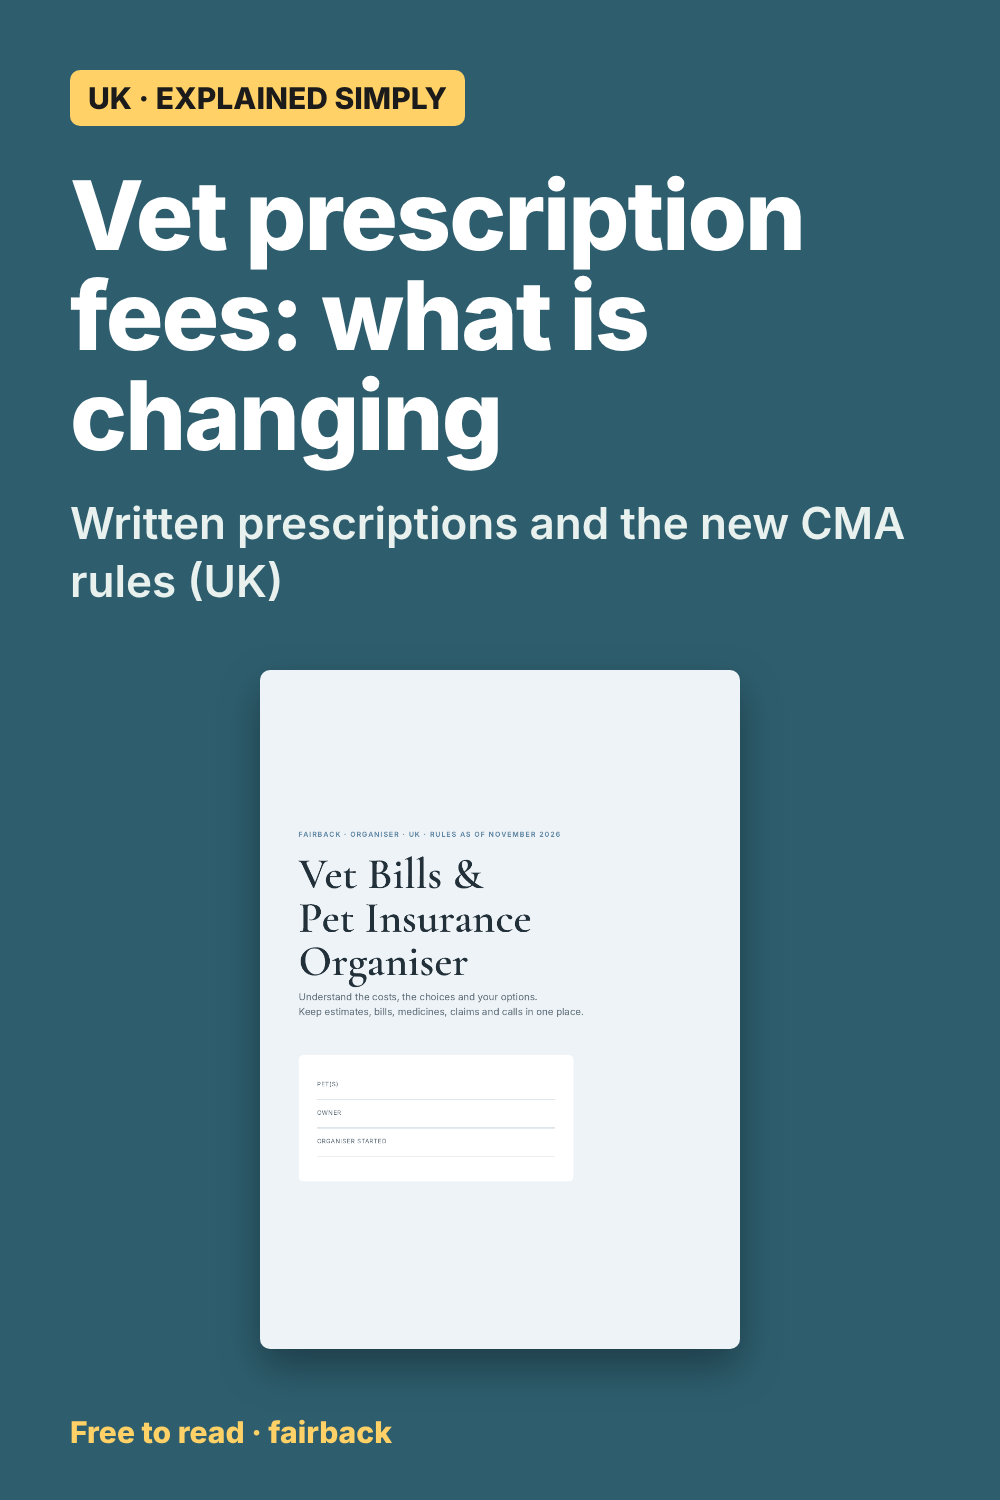 UK · EXPLAINED SIMPLY
Vet prescription
fees: what is
changing
Written prescriptions and the new CMA
rules (UK)
FAIRBACK · ORGANISER · UK · RULES AS OF NOVEMBER 2026
Vet Bills &
Pet Insurance
Organiser
Understand the costs, the choices and your options.
Keep estimates, bills, medicines, claims and calls in one place.
PET(S)
OWNER
ORGANISER STARTED
Free to read · fairback